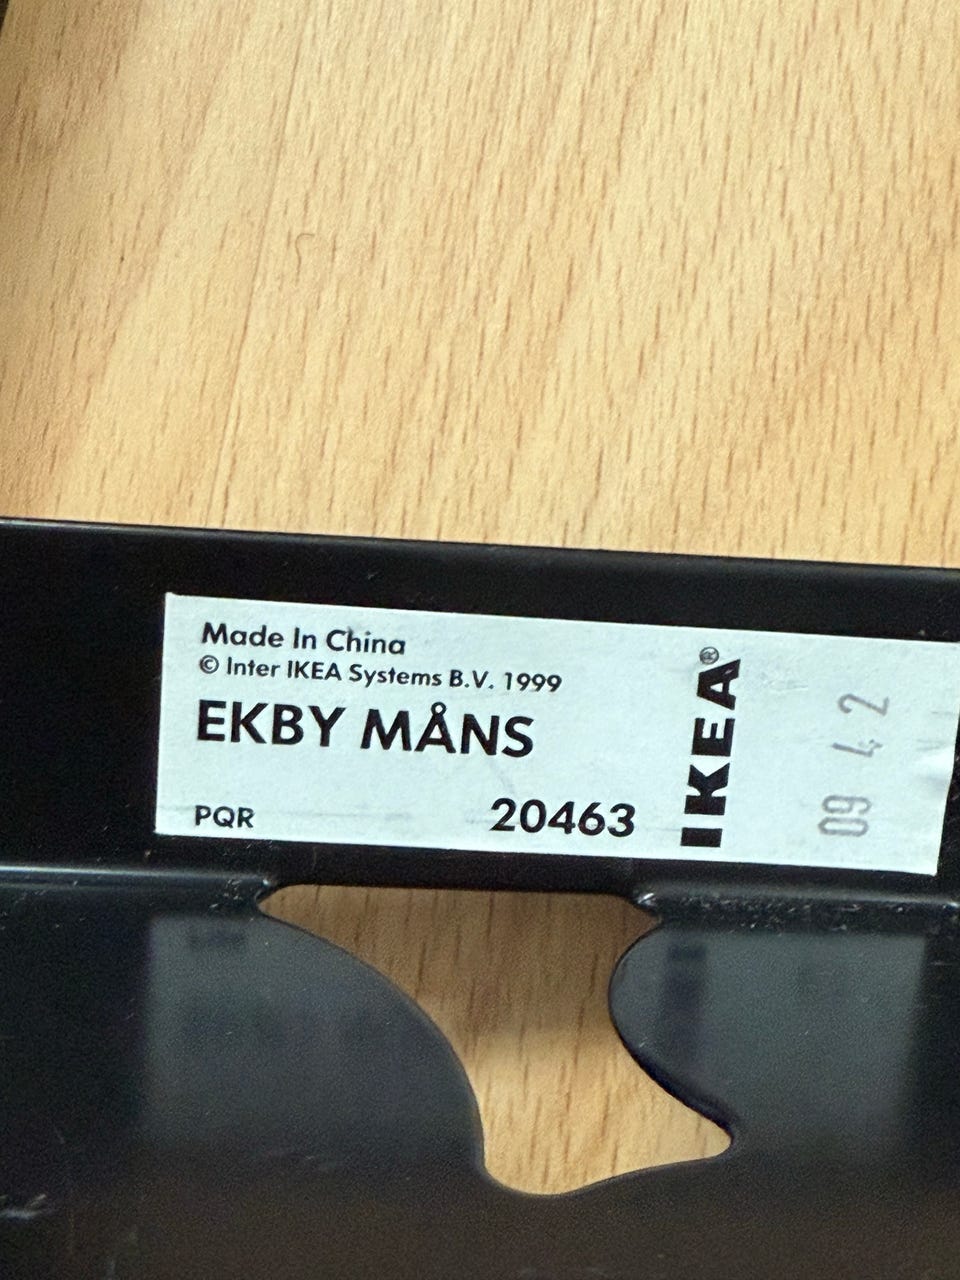 Made In China
© Inter IKEA Systems B.V. 1999
EKBY MÅNS
PQR 20463
IKEA®
09 42